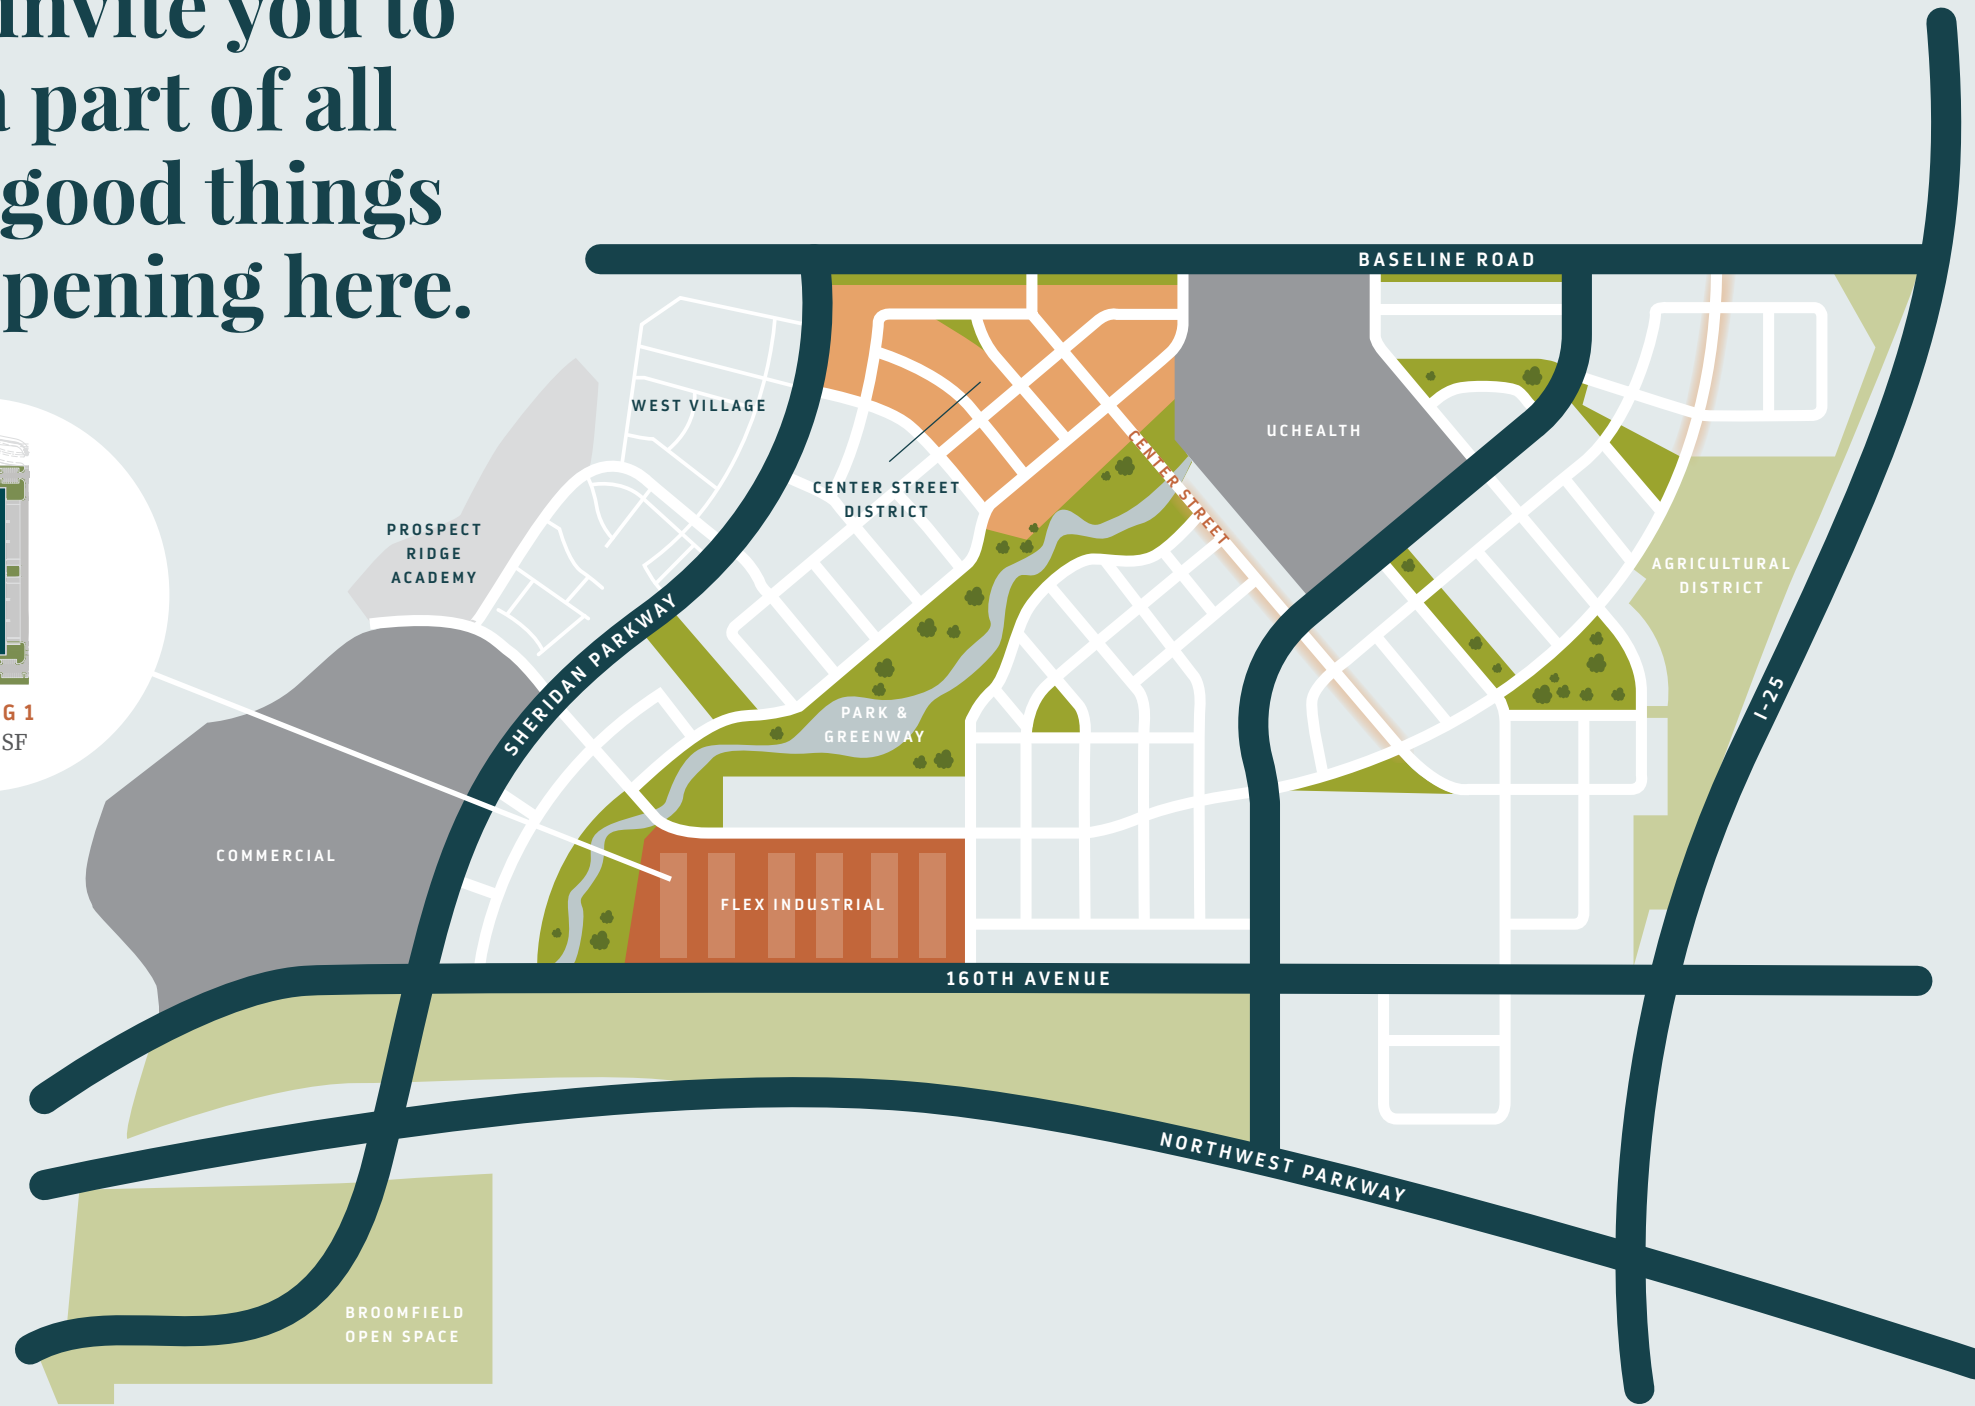 invite you to
a part of all
good things
pening here.
BASELINE ROAD
WEST VILLAGE
UCHEALTH
CENTER STREET
CENTER STREET
DISTRICT
PROSPECT
RIDGE
ACADEMY
AGRICULTURAL
DISTRICT
SHERIDAN PARKWAY
I-25
G 1
SF
PARK &
GREENWAY
COMMERCIAL
FLEX INDUSTRIAL
160TH AVENUE
NORTHWEST PARKWAY
BROOMFIELD
OPEN SPACE